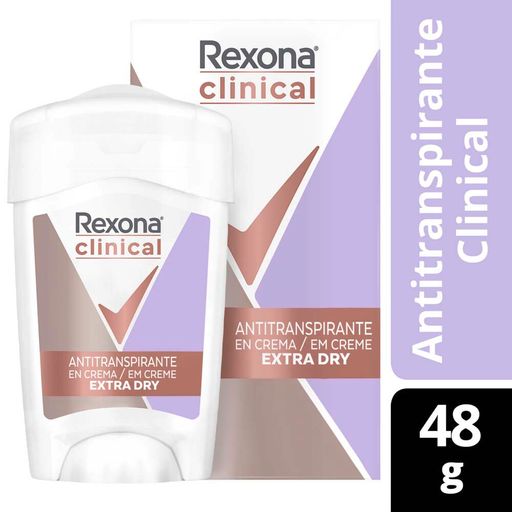 Rexona®
clinical
ANTITRANSPIRANTE
EN CREMA / EM CREME
EXTRA DRY
Rexona®
clinical
ANTITRANSPIRANTE
EN CREMA / EM CREME
EXTRA DRY
Antitranspirante
Clinical
48
g